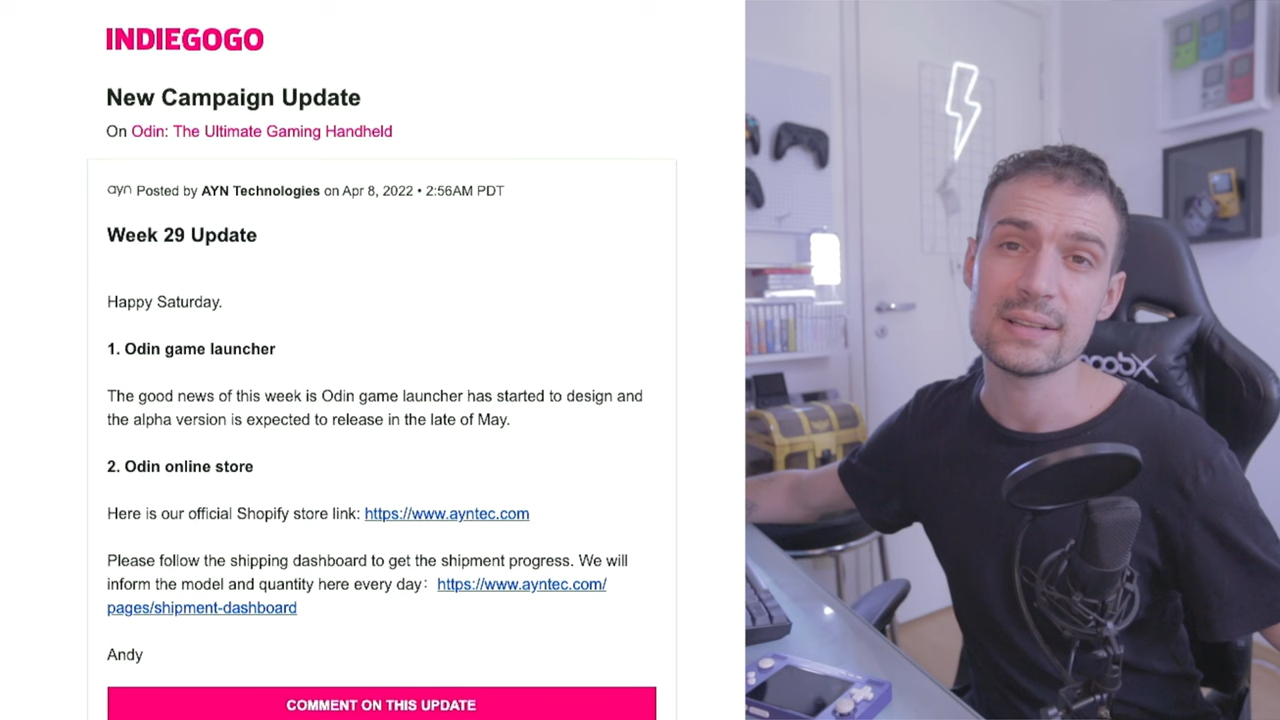 INDIEGOGO
New Campaign Update
On Odin: The Ultimate Gaming Handheld
ayn Posted by AYN Technologies on Apr 8, 2022 • 2:56AM PDT
Week 29 Update
Happy Saturday.
1. Odin game launcher
The good news of this week is Odin game launcher has started to design and
the alpha version is expected to release in the late of May.
2. Odin online store
Here is our official Shopify store link: https://www.ayntec.com
Please follow the shipping dashboard to get the shipment progress. We will
inform the model and quantity here every day： https://www.ayntec.com/
pages/shipment-dashboard
Andy
COMMENT ON THIS UPDATE